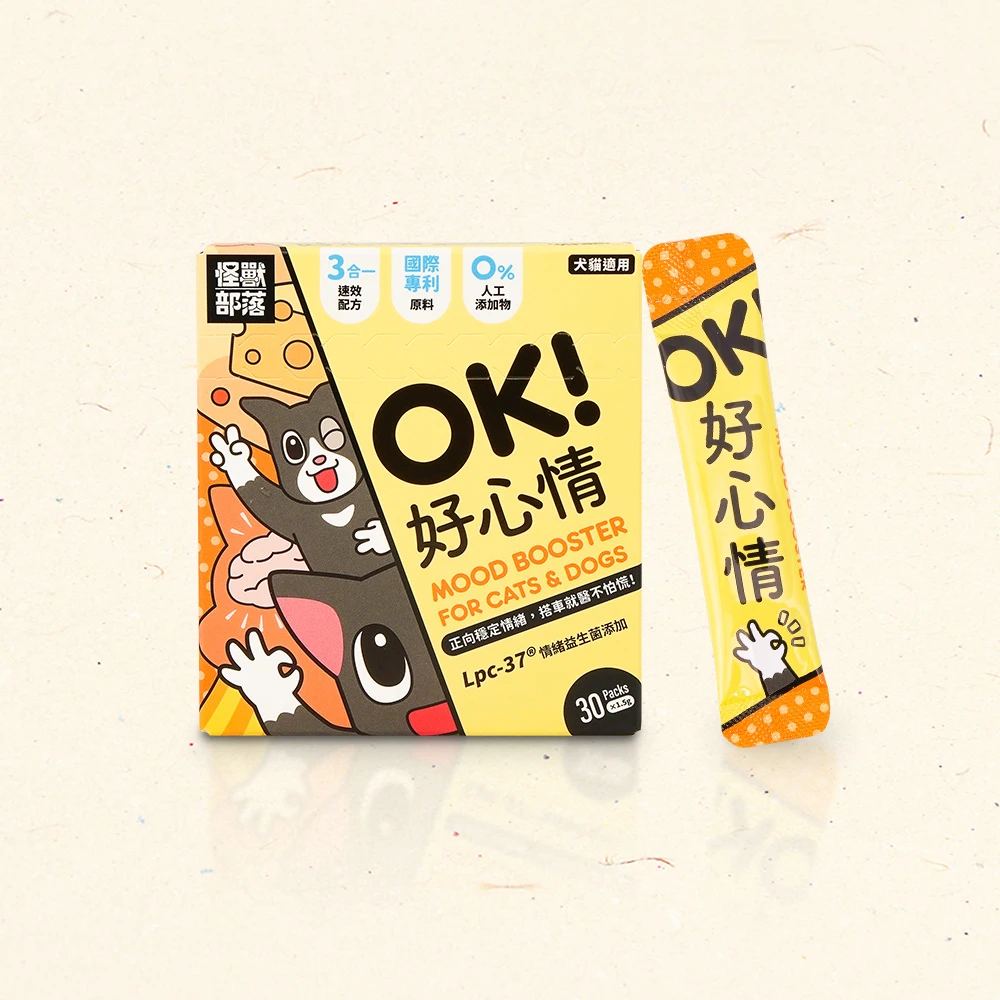 怪獸
部落
3合一
速效
配方
國際
專利
原料
0%
人工
添加物
犬貓適用
OK!
好心情
MOOD BOOSTER
FOR CATS & DOGS
正向穩定情緒，搭車就醫不怕慌!
Lpc-37® 情緒益生菌添加
30 Packs
x1.5g
OK!
好心情